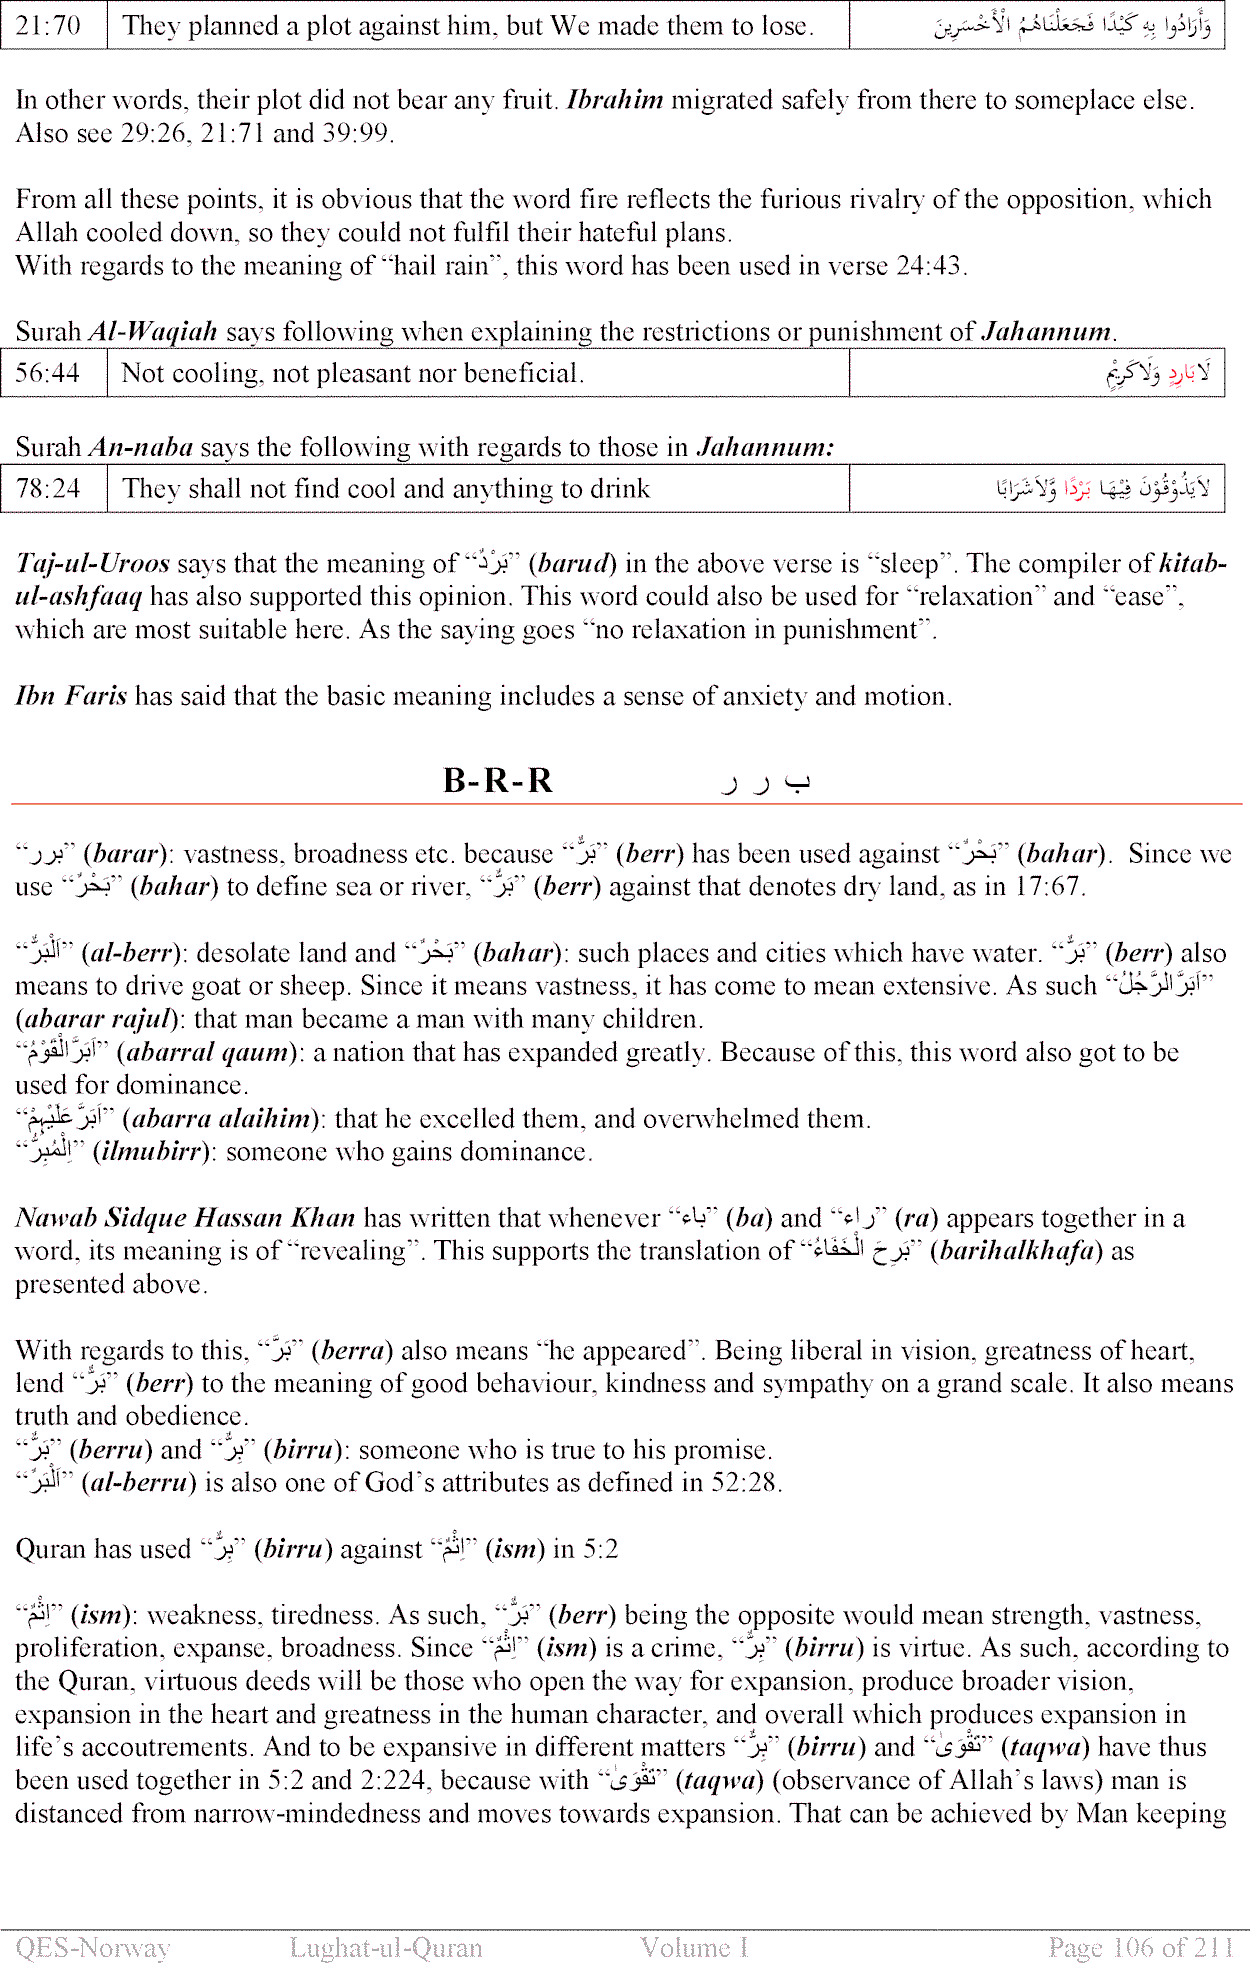 21:70 They planned a plot against him, but We made them to lose. وَأَرَادُوا بِهِ كَيْدًا فَجَعَلْنَاهُمُ الْأَخْسَرِينَ
In other words, their plot did not bear any fruit. Ibrahim migrated safely from there to someplace else.
Also see 29:26, 21:71 and 39:99.
From all these points, it is obvious that the word fire reflects the furious rivalry of the opposition, which
Allah cooled down, so they could not fulfil their hateful plans.
With regards to the meaning of “hail rain”, this word has been used in verse 24:43.
Surah Al-Waqiah says following when explaining the restrictions or punishment of Jahannum.
56:44 Not cooling, not pleasant nor beneficial. لَا بَارِدٍ وَلَا كَرِيْمٍ
Surah An-naba says the following with regards to those in Jahannum:
78:24 They shall not find cool and anything to drink لَايَذُوْقُوْنَ فِيْهَا بَرْدًا وَّلَاشَرَابًا
Taj-ul-Uroos says that the meaning of “بَرْدٌ” (barud) in the above verse is “sleep”. The compiler of kitab-
ul-ashfaaq has also supported this opinion. This word could also be used for “relaxation” and “ease”,
which are most suitable here. As the saying goes “no relaxation in punishment”.
Ibn Faris has said that the basic meaning includes a sense of anxiety and motion.
B-R-R ب ر ر
“برر” (barar): vastness, broadness etc. because “بَرٌّ” (berr) has been used against “بَحْرٌ” (bahar). Since we
use “بَحْرٌ” (bahar) to define sea or river, “بَرٌّ” (berr) against that denotes dry land, as in 17:67.
“اَلْبَرُّ” (al-berr): desolate land and “بَحْرٌ” (bahar): such places and cities which have water. “بَرٌّ” (berr) also
means to drive goat or sheep. Since it means vastness, it has come to mean extensive. As such “اَبَرَّ الرَّجُلُ”
(abarar rajul): that man became a man with many children.
“اَبَرَّ الْقَوْمُ” (abarral qaum): a nation that has expanded greatly. Because of this, this word also got to be
used for dominance.
“اَبَرَّ عَلَيْهِمْ” (abarra alaihim): that he excelled them, and overwhelmed them.
“اِلْمُبِرُّ” (ilmubirr): someone who gains dominance.
Nawab Sidque Hassan Khan has written that whenever “باء” (ba) and “راء” (ra) appears together in a
word, its meaning is of “revealing”. This supports the translation of “بَرِحَ الْخَفَاءُ” (barihalkhafa) as
presented above.
With regards to this, “بَرَّ” (berra) also means “he appeared”. Being liberal in vision, greatness of heart,
lend “بَرٌّ” (berr) to the meaning of good behaviour, kindness and sympathy on a grand scale. It also means
truth and obedience.
“بَرٌّ” (berru) and “بِرٌّ” (birru): someone who is true to his promise.
“اَلْبَرُّ” (al-berru) is also one of God’s attributes as defined in 52:28.
Quran has used “بِرٌّ” (birru) against “اِثْمٌ” (ism) in 5:2
“اِثْمٌ” (ism): weakness, tiredness. As such, “بَرٌّ” (berr) being the opposite would mean strength, vastness,
proliferation, expanse, broadness. Since “اِثْمٌ” (ism) is a crime, “بِرٌّ” (birru) is virtue. As such, according to
the Quran, virtuous deeds will be those who open the way for expansion, produce broader vision,
expansion in the heart and greatness in the human character, and overall which produces expansion in
life’s accoutrements. And to be expansive in different matters “بِرٌّ” (birru) and “تَقْوَىٰ” (taqwa) have thus
been used together in 5:2 and 2:224, because with “تَقْوَىٰ” (taqwa) (observance of Allah’s laws) man is
distanced from narrow-mindedness and moves towards expansion. That can be achieved by Man keeping
QES-Norway Lughat-ul-Quran Volume I Page 106 of 211